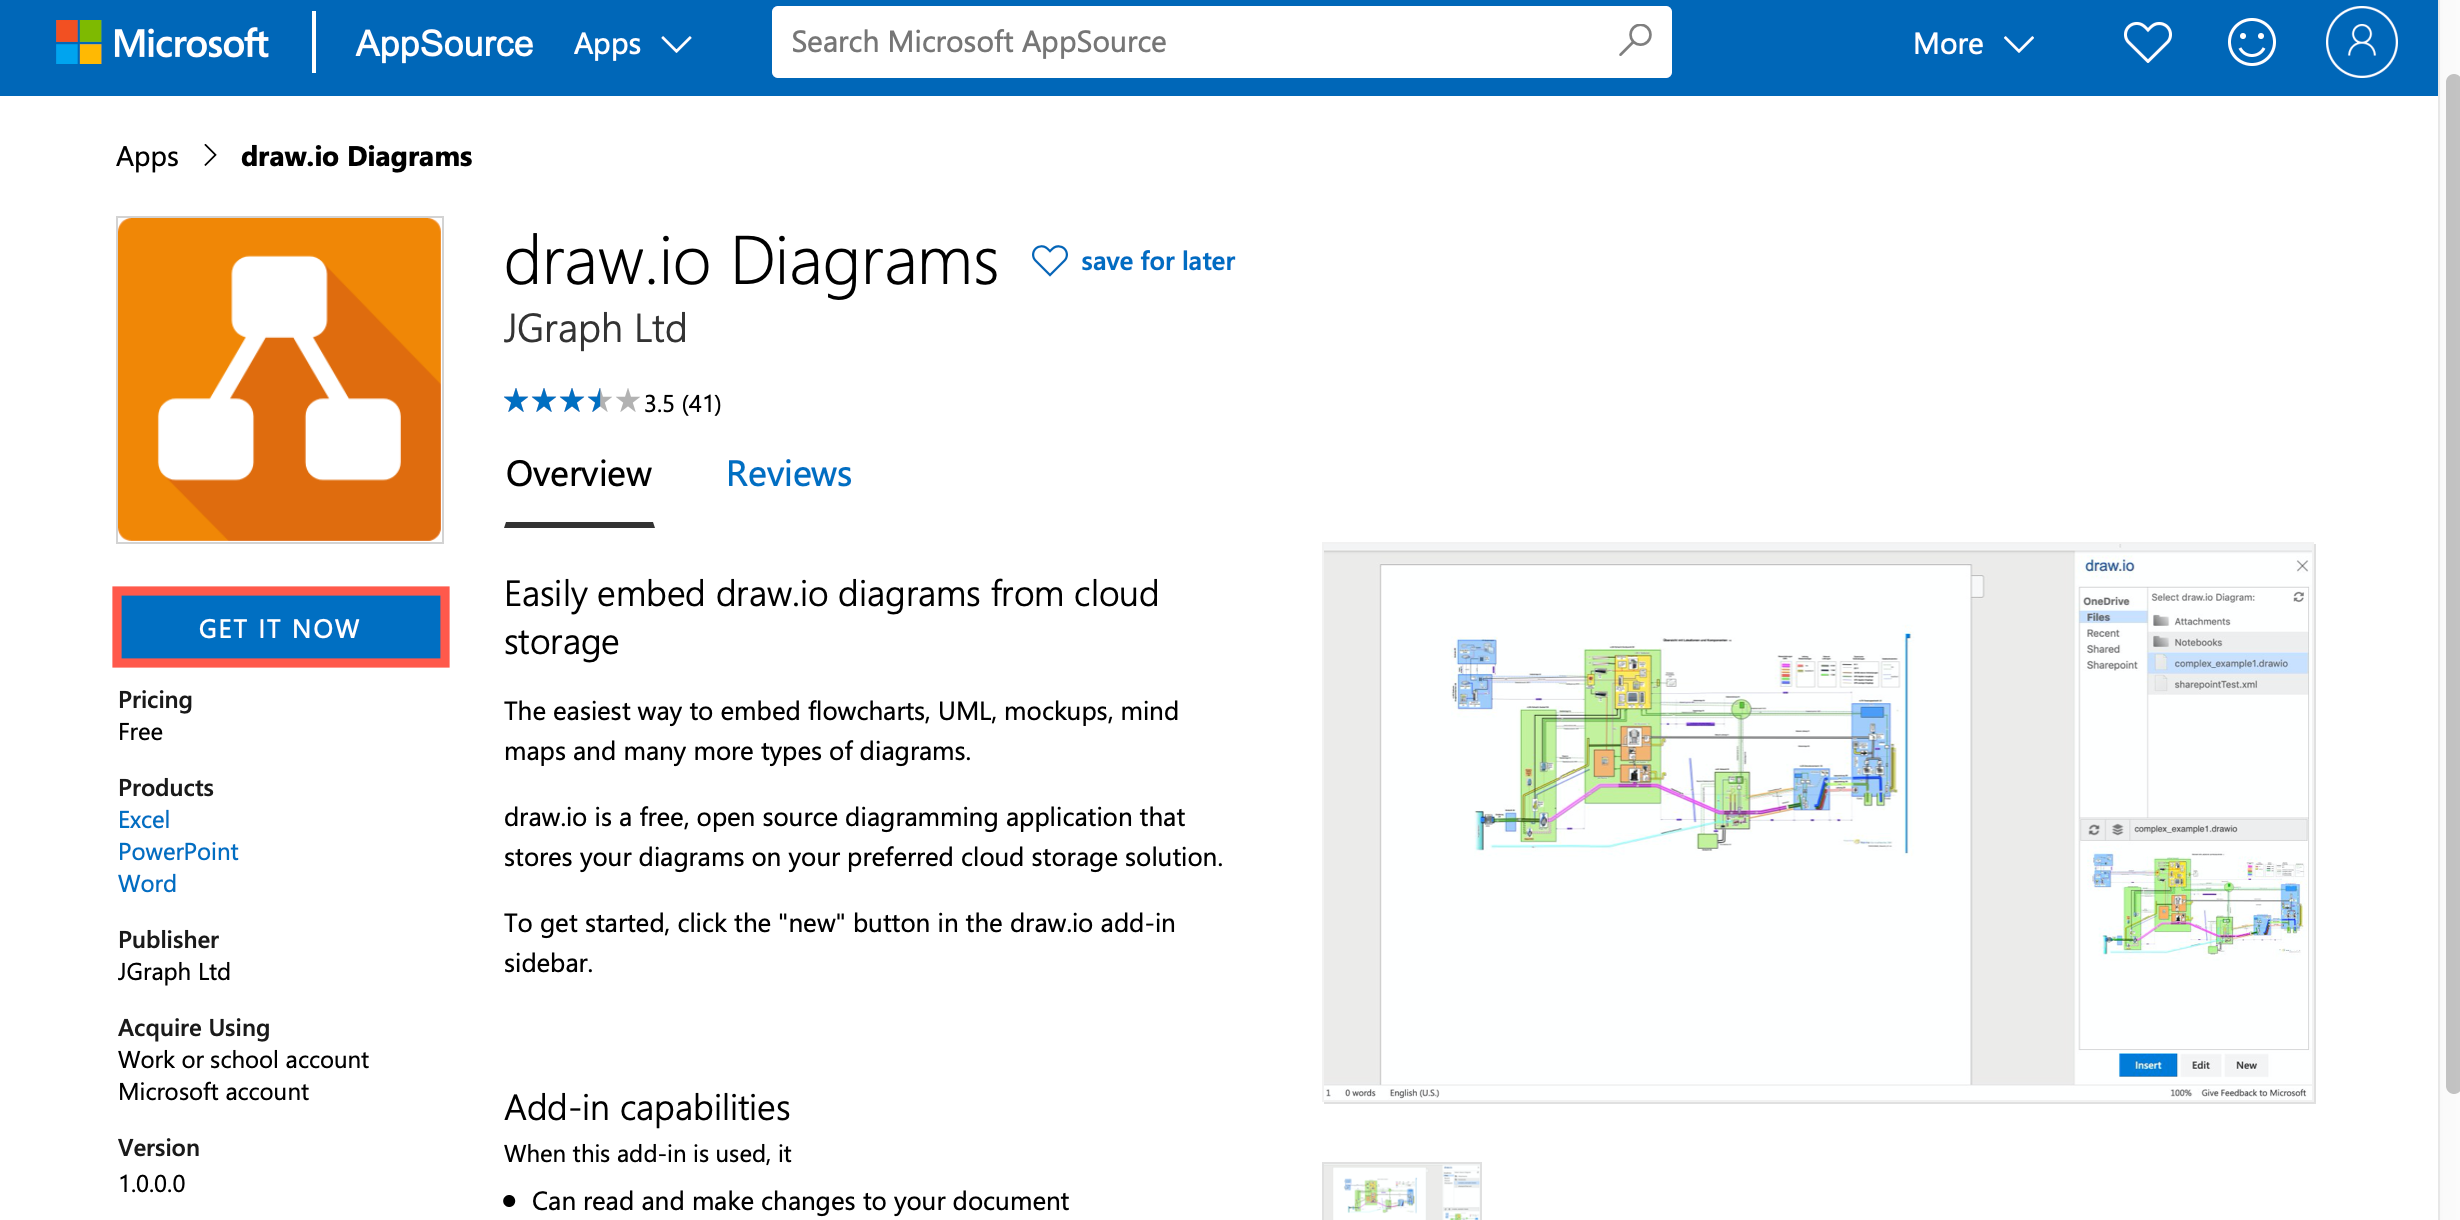 Microsoft AppSource Apps Search Microsoft AppSource More
Apps > draw.io Diagrams
draw.io Diagrams save for later
JGraph Ltd
3.5 (41)
Overview Reviews
GET IT NOW
Pricing
Free
Products
Excel
PowerPoint
Word
Publisher
JGraph Ltd
Acquire Using
Work or school account
Microsoft account
Version
1.0.0.0
Easily embed draw.io diagrams from cloud
storage
The easiest way to embed flowcharts, UML, mockups, mind
maps and many more types of diagrams.
draw.io is a free, open source diagramming application that
stores your diagrams on your preferred cloud storage solution.
To get started, click the "new" button in the draw.io add-in
sidebar.
Add-in capabilities
When this add-in is used, it
● Can read and make changes to your document
draw.io
OneDrive
Files
Recent
Shared
Sharepoint
Select draw.io Diagram:
Attachments
Notebooks
complex_example1.drawio
sharepointTest.xml
complex_example1.drawio
Insert Edit New
1 0 words English (U.S.) 100% Give Feedback to Microsoft